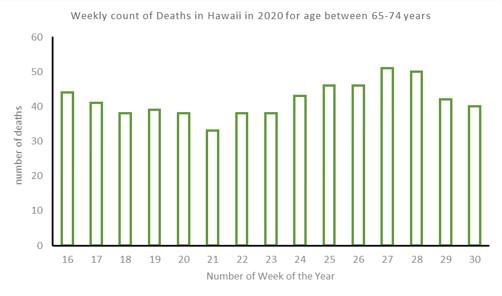 Weekly count of Deaths in Hawaii in 2020 for age between 65-74 years
60
50
40
30
20
10
0
number of deaths
16 17 18 19 20 21 22 23 24 25 26 27 28 29 30
Number of Week of the Year